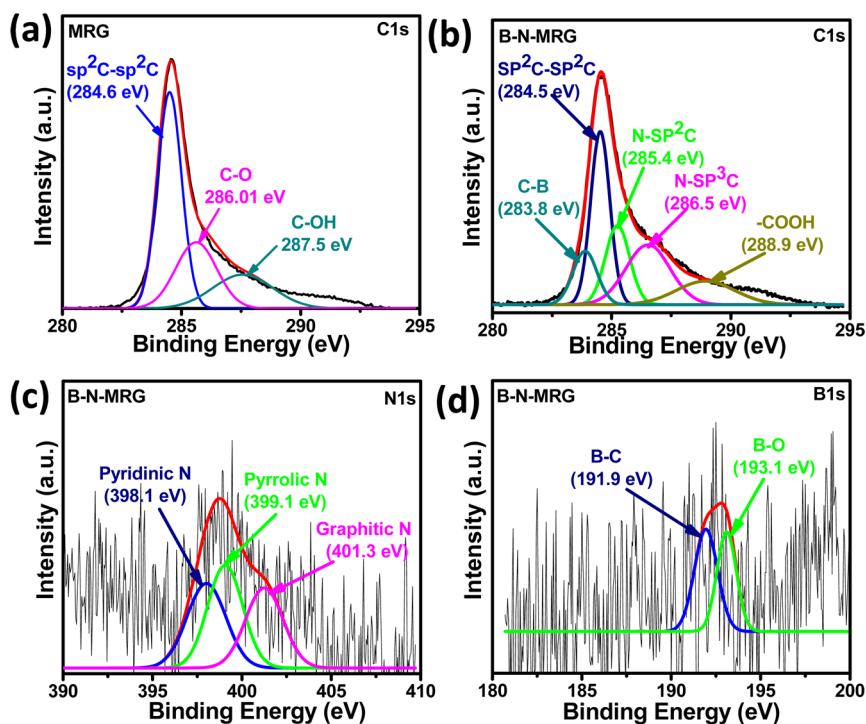 (a)
MRG
C1s
sp²C-sp²C
(284.6 eV)
C-O
286.01 eV
C-OH
287.5 eV
Intensity (a.u.)
280
285
290
295
Binding Energy (eV)
(b)
B-N-MRG
C1s
SP²C-SP²C
(284.5 eV)
N-SP²C
(285.4 eV)
C-B
(283.8 eV)
N-SP³C
(286.5 eV)
-COOH
(288.9 eV)
Intensity (a.u.)
280
285
290
295
Binding Energy (eV)
(c)
B-N-MRG
N1s
Pyridinic N
(398.1 eV)
Pyrrolic N
(399.1 eV)
Graphitic N
(401.3 eV)
Intensity (a.u.)
390
395
400
405
410
Binding Energy (eV)
(d)
B-N-MRG
B1s
B-C
(191.9 eV)
B-O
(193.1 eV)
Intensity (a.u.)
180
185
190
195
200
Binding Energy (eV)